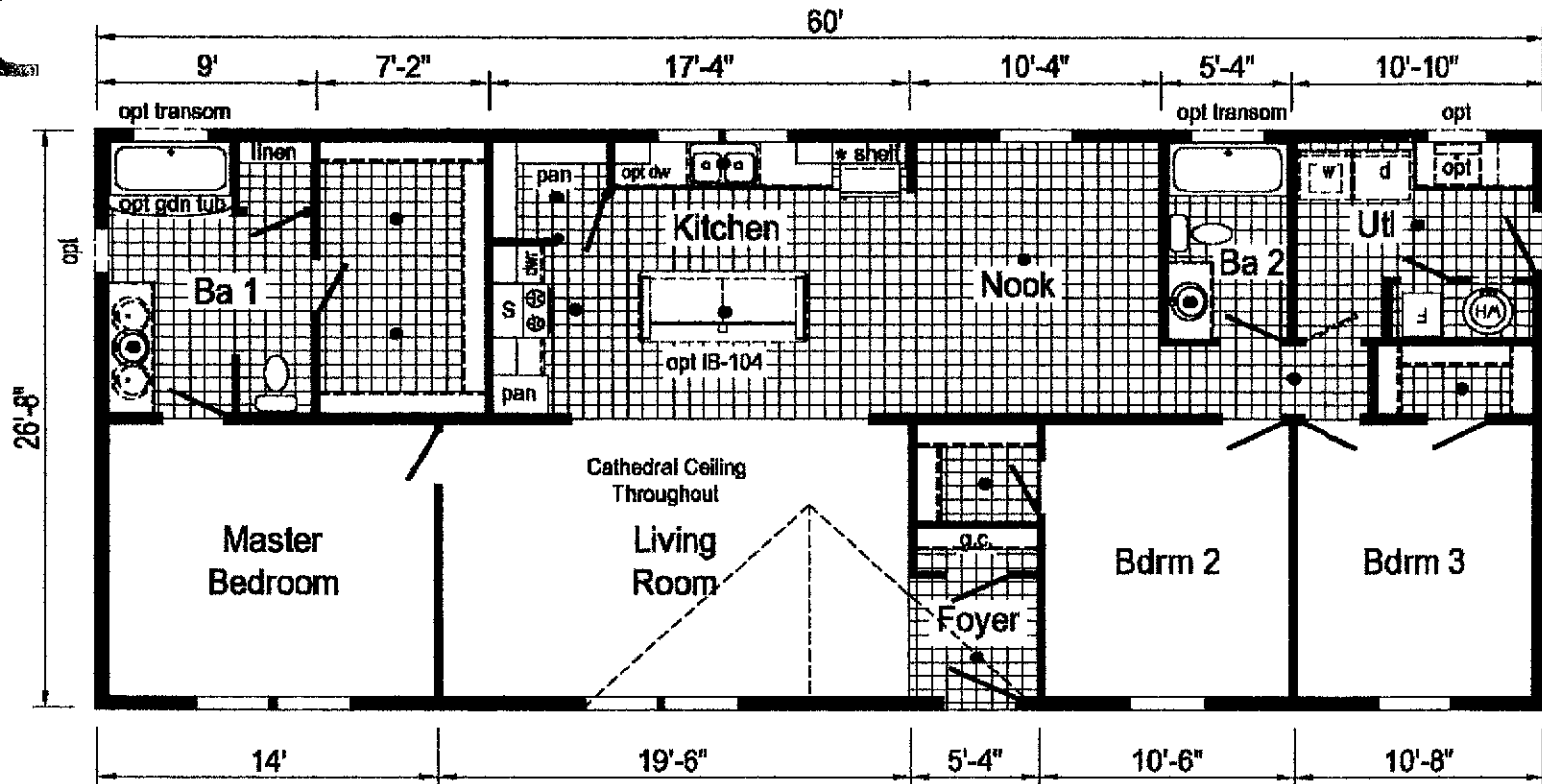 60'
9' 7'-2" 17'-4" 10'-4" 5'-4" 10'-10"
opt transom opt transom opt
linen * shelf w d opt
pan opt dw
opt gdn tub
Kitchen Utl
opt Ba 1 dwr Nook Ba 2
S F WH
opt IB-104
pan
26'-8"
Cathedral Ceiling
Throughout
Master Living g.c.
Bedroom Room Bdrm 2 Bdrm 3
Foyer
14' 19'-6" 5'-4" 10'-6" 10'-8"